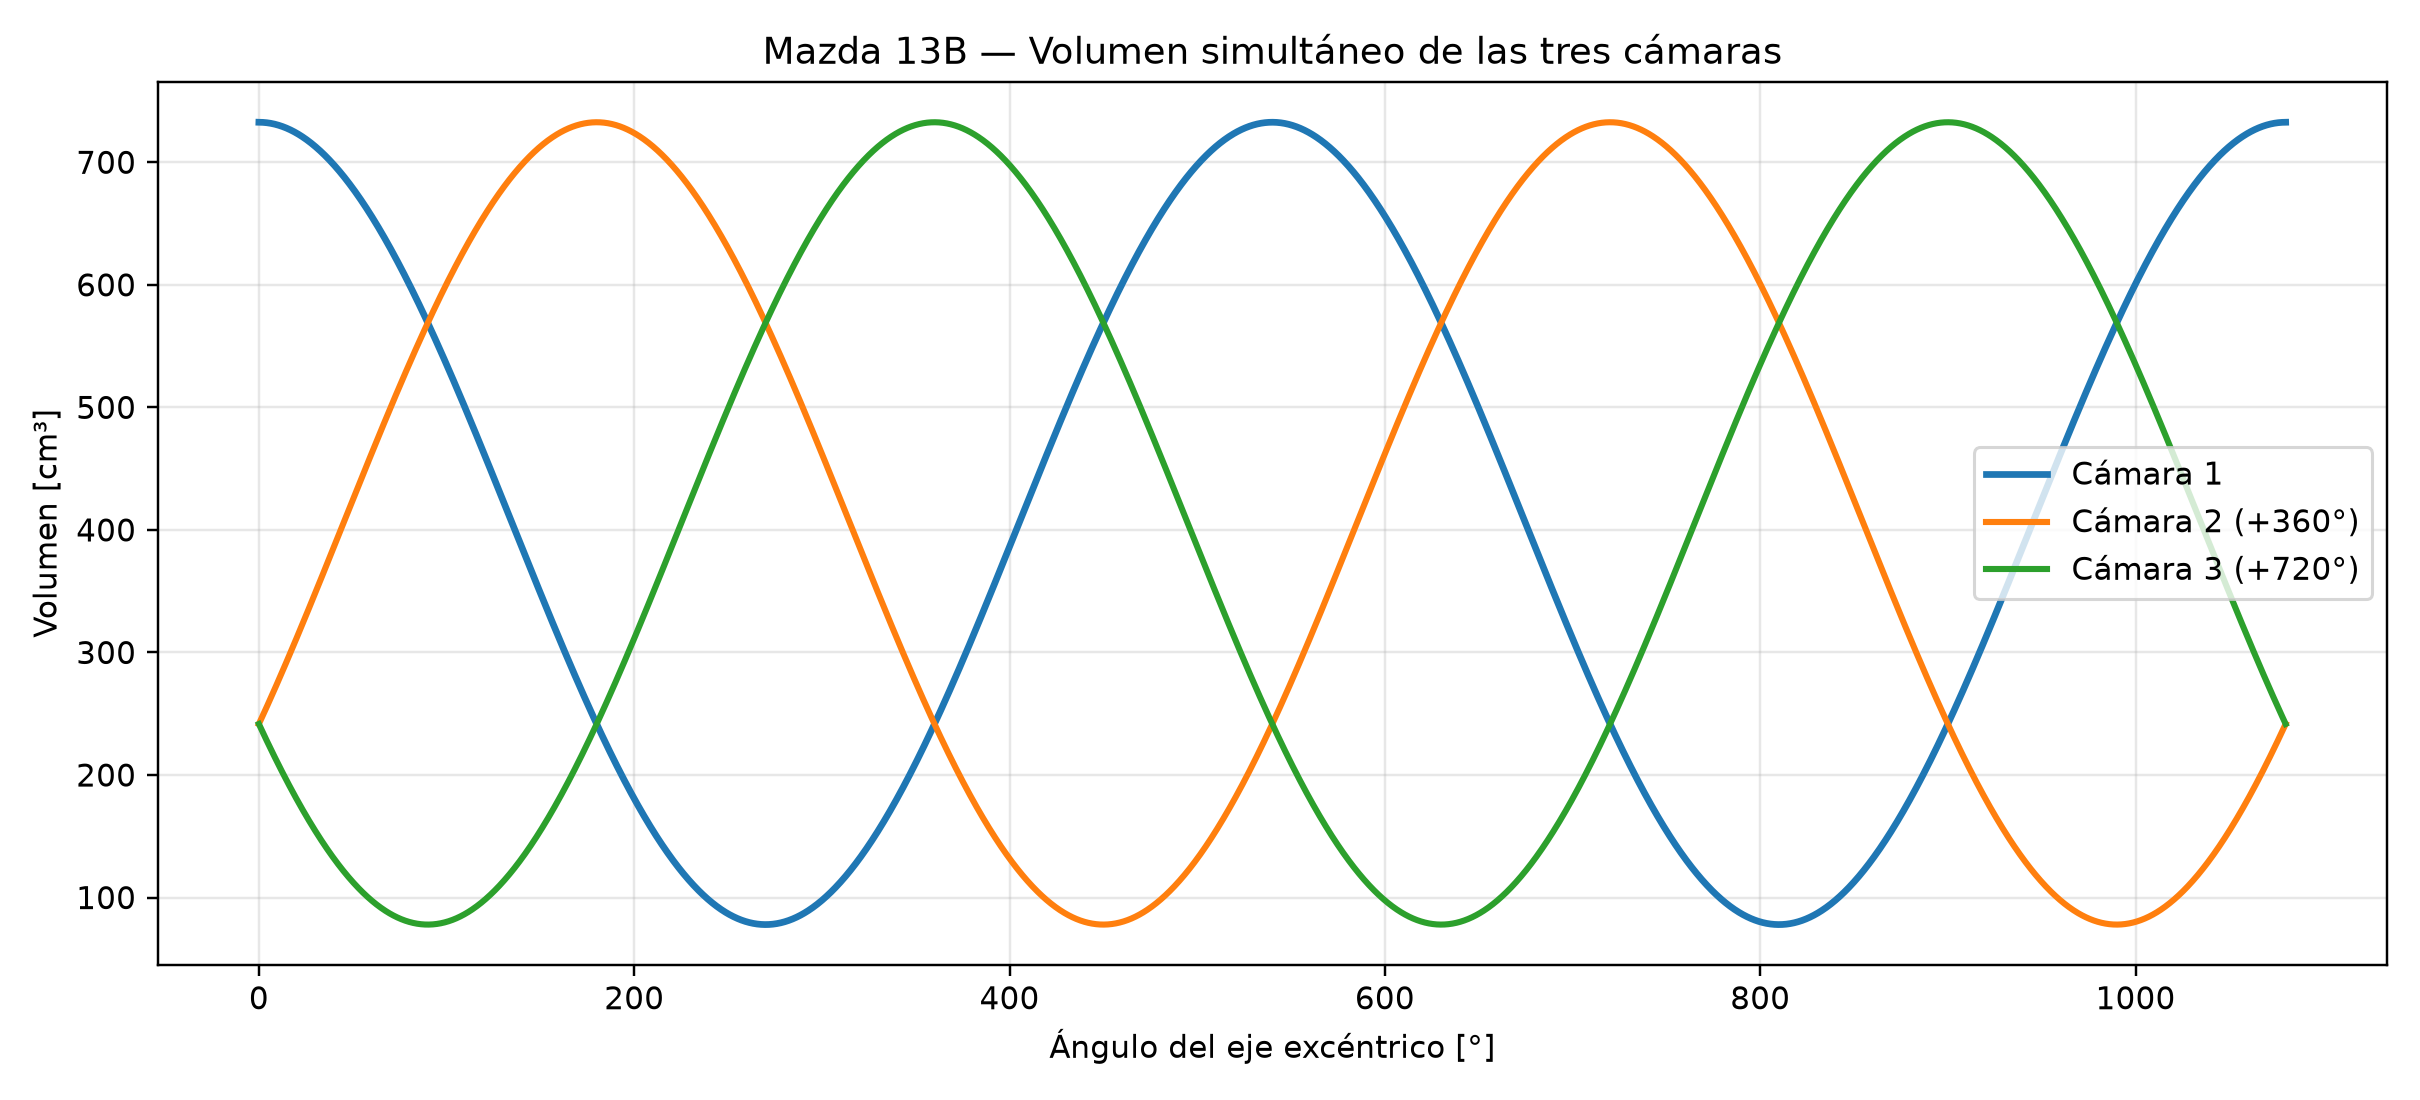 Mazda 13B — Volumen simultáneo de las tres cámaras
Volumen [cm³]
700
600
500
400
300
200
100
Cámara 1
Cámara 2 (+360°)
Cámara 3 (+720°)
0
200
400
600
800
1000
Ángulo del eje excéntrico [°]